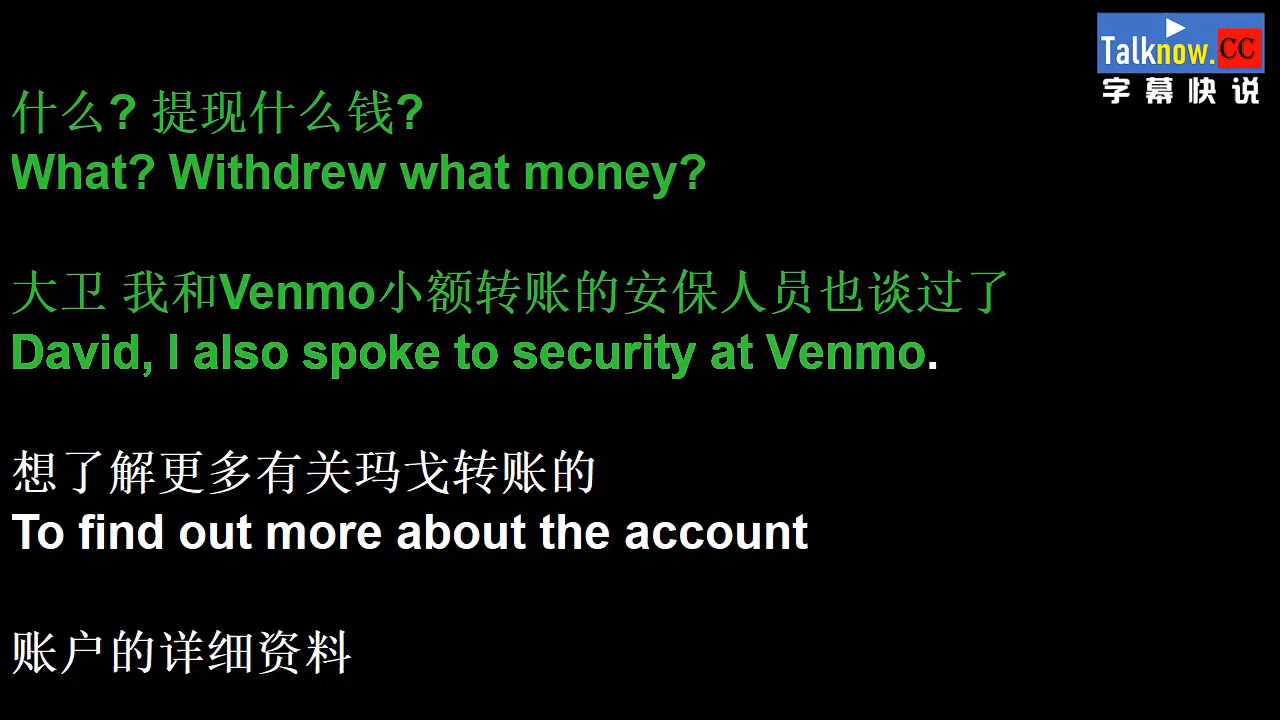 Talknow.CC
字幕快说
什么? 提现什么钱?
What? Withdrew what money?
大卫 我和Venmo小额转账的安保人员也谈过了
David, I also spoke to security at Venmo.
想了解更多有关玛戈转账的
To find out more about the account
账户的详细资料